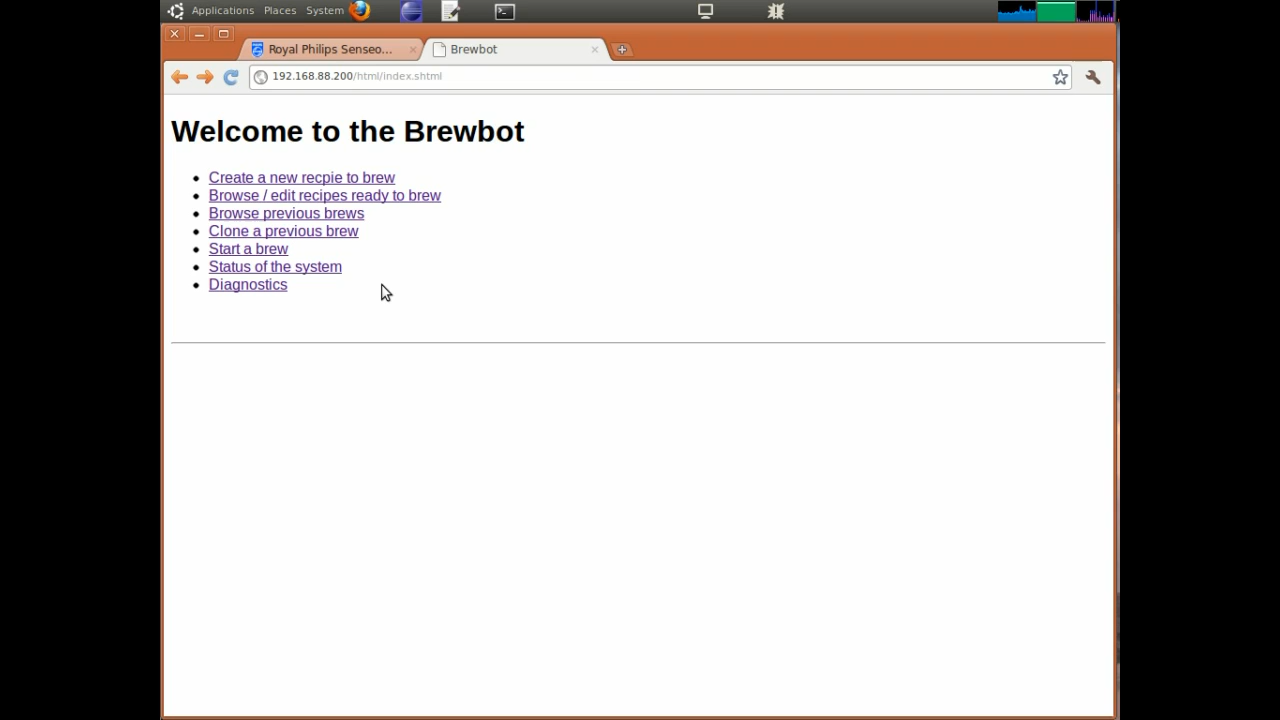 Applications Places System
Royal Philips Senseo...
Brewbot
192.168.88.200/html/index.shtml
Welcome to the Brewbot
Create a new recpie to brew
Browse / edit recipes ready to brew
Browse previous brews
Clone a previous brew
Start a brew
Status of the system
Diagnostics